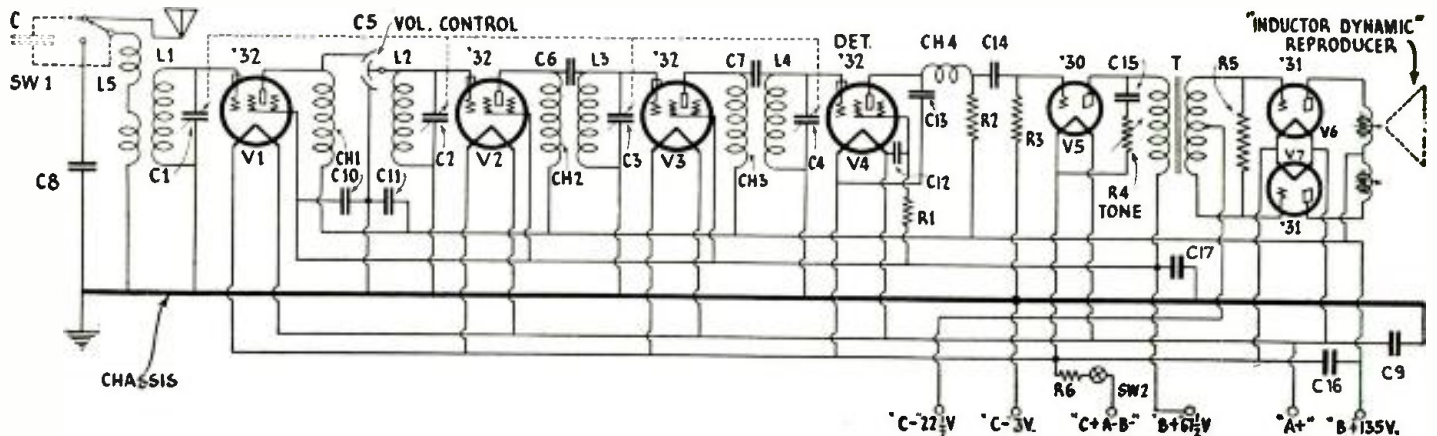 C
SW 1
L5
L1
C8
C1
'32
V1
CH1
C10
C5 VOL. CONTROL
C11
L2
C2
'32
V2
C6
CH2
L3
C3
'32
V3
C7
CH3
L4
C4
DET.
'32
V4
CH4
C13
C12
R1
C14
R2
R3
'30
V5
C15
R4
TONE
T
R5
'31
V6
V7
'31
"INDUCTOR DYNAMIC"
REPRODUCER
C17
CHASSIS
R6
SW2
C16
C9
"C-"22½V
"C-"3V.
"C+A-B-"
"B+"67½V
"A+"
"B+"135V.